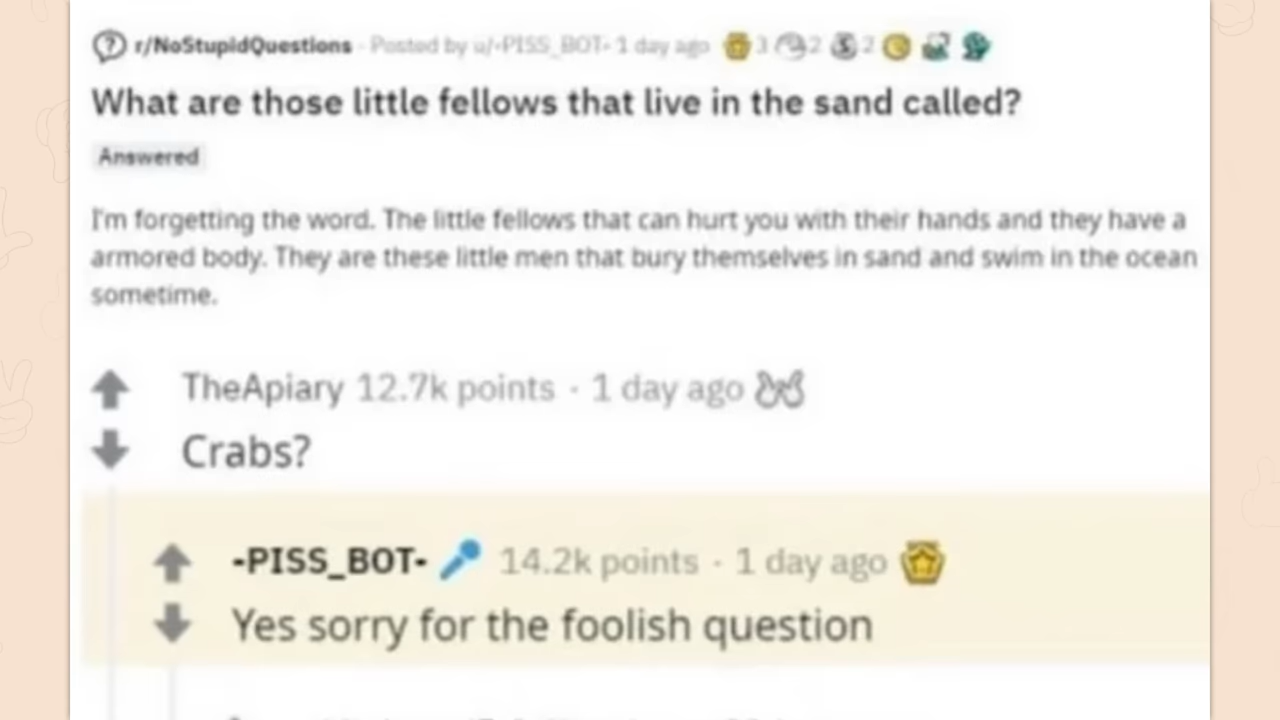 r/NoStupidQuestions · Posted by u/-PISS_BOT- 1 day ago 3 2 2
What are those little fellows that live in the sand called?
Answered
I'm forgetting the word. The little fellows that can hurt you with their hands and they have a
armored body. They are these little men that bury themselves in sand and swim in the ocean
sometime.
TheApiary 12.7k points · 1 day ago
Crabs?
-PISS_BOT- 14.2k points · 1 day ago
Yes sorry for the foolish question